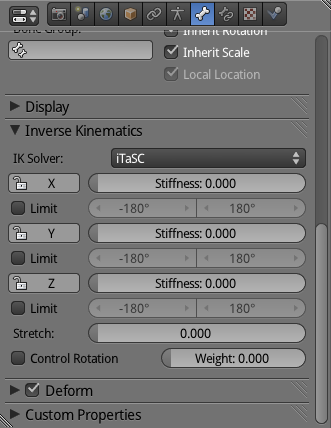 Bone Group:
Inherit Rotation
Inherit Scale
Local Location
Display
Inverse Kinematics
IK Solver: iTaSC
X Stiffness: 0.000
Limit -180° 180°
Y Stiffness: 0.000
Limit -180° 180°
Z Stiffness: 0.000
Limit -180° 180°
Stretch: 0.000
Control Rotation Weight: 0.000
Deform
Custom Properties